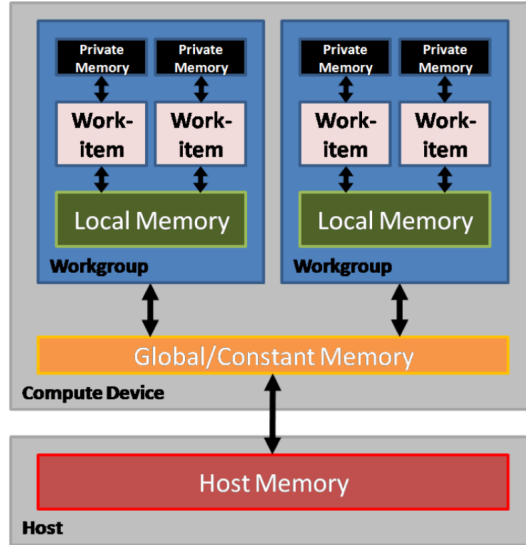 Private
Memory
Private
Memory
Private
Memory
Private
Memory
Work-
item
Work-
item
Work-
item
Work-
item
Local Memory
Local Memory
Workgroup
Workgroup
Global/Constant Memory
Compute Device
Host Memory
Host